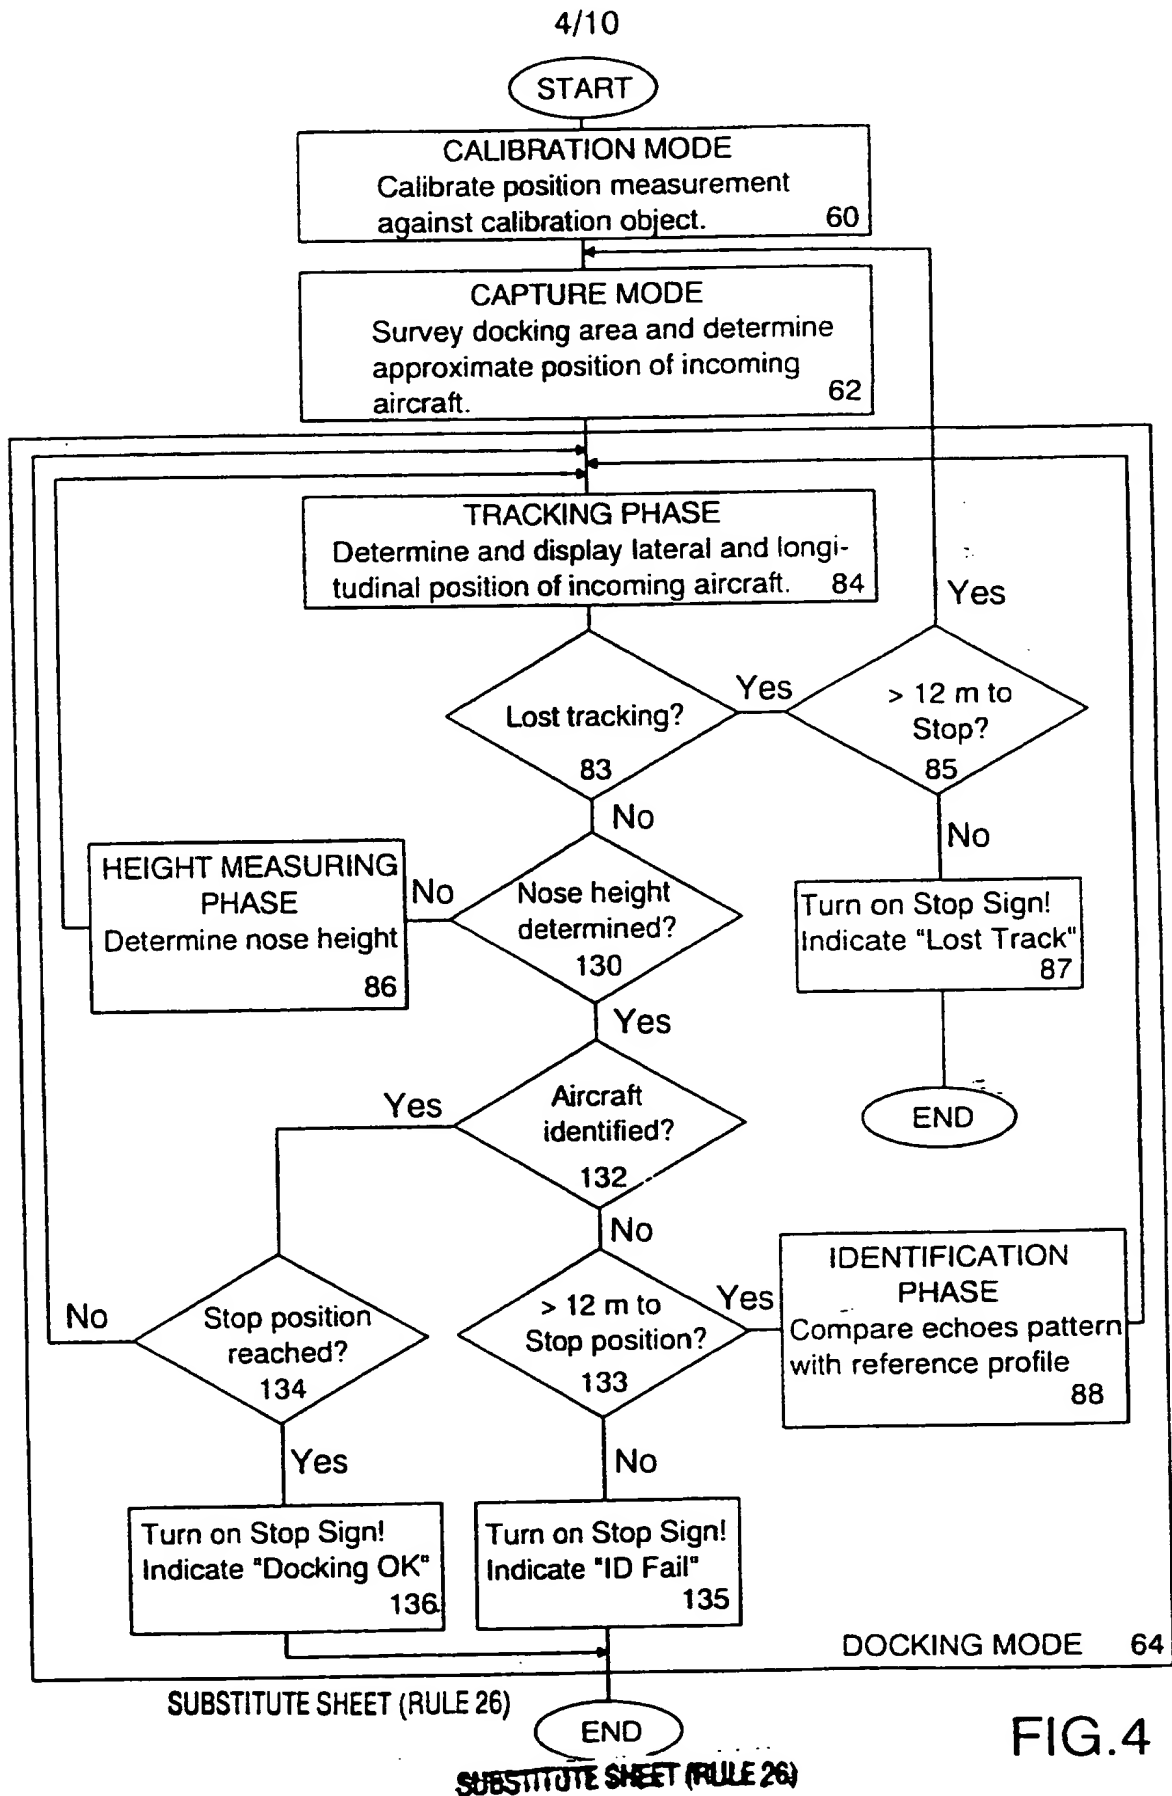 4/10
START
CALIBRATION MODE
Calibrate position measurement
against calibration object.
60
CAPTURE MODE
Survey docking area and determine
approximate position of incoming
aircraft.
62
TRACKING PHASE
Determine and display lateral and longi-
tudinal position of incoming aircraft. 84
Yes
Lost tracking?
83
Yes
> 12 m to
Stop?
85
No
No
HEIGHT MEASURING
PHASE
Determine nose height
86
No
Nose height
determined?
130
Turn on Stop Sign!
Indicate "Lost Track"
87
Yes
END
Yes
Aircraft
identified?
132
No
No
Stop position
reached?
134
> 12 m to
Stop position?
133
Yes
IDENTIFICATION
PHASE
Compare echoes pattern
with reference profile
88
Yes
No
Turn on Stop Sign!
Indicate "Docking OK"
136
Turn on Stop Sign!
Indicate "ID Fail"
135
DOCKING MODE 64
SUBSTITUTE SHEET (RULE 26)
END
FIG.4
SUBSTITUTE SHEET (RULE 26)